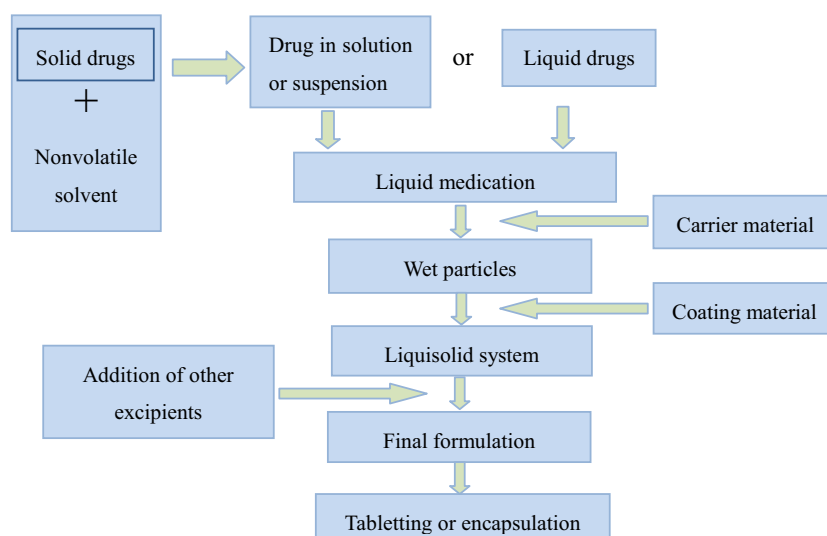 Solid drugs
+
Nonvolatile
solvent
Drug in solution
or suspension
or
Liquid drugs
Liquid medication
Carrier material
Wet particles
Coating material
Liquisolid system
Addition of other
excipients
Final formulation
Tabletting or encapsulation